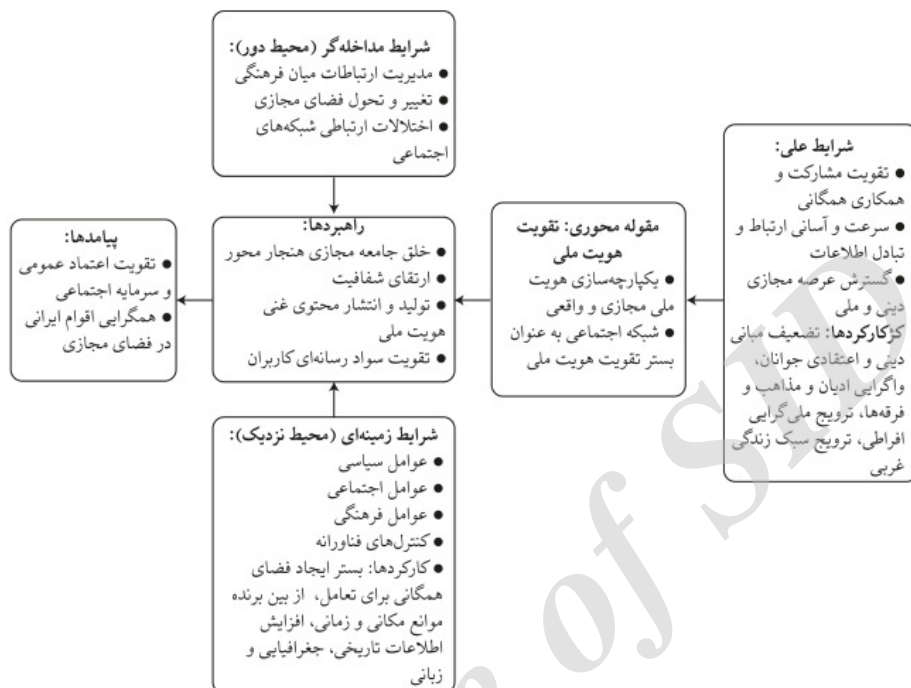 شرایط مداخله‌گر (محیط دور):
● مدیریت ارتباطات میان فرهنگی
● تغییر و تحول فضای مجازی
● اختلالات ارتباطی شبکه‌های
اجتماعی
شرایط علی:
● تقویت مشارکت و
همکاری همگانی
● سرعت و آسانی ارتباط و
تبادل اطلاعات
● گسترش عرصه مجازی
دینی و ملی
کژکارکردها: تضعیف مبانی
دینی و اعتقادی جوانان،
واگرایی ادیان و مذاهب و
فرقه‌ها، ترویج ملی‌گرایی
افراطی، ترویج سبک زندگی
غربی
مقوله محوری: تقویت
هویت ملی
● یکپارچه‌سازی هویت
ملی مجازی و واقعی
● شبکه اجتماعی به عنوان
بستر تقویت هویت ملی
راهبردها:
● خلق جامعه مجازی هنجار محور
● ارتقای شفافیت
● تولید و انتشار محتوی غنی
هویت ملی
● تقویت سواد رسانه‌ای کاربران
پیامدها:
● تقویت اعتماد عمومی
و سرمایه اجتماعی
● همگرایی اقوام ایرانی
در فضای مجازی
شرایط زمینه‌ای (محیط نزدیک):
● عوامل سیاسی
● عوامل اجتماعی
● عوامل فرهنگی
● کنترل‌های فناورانه
● کارکردها: بستر ایجاد فضای
همگانی برای تعامل، از بین برنده
موانع مکانی و زمانی، افزایش
اطلاعات تاریخی، جغرافیایی و
زبانی
of SID